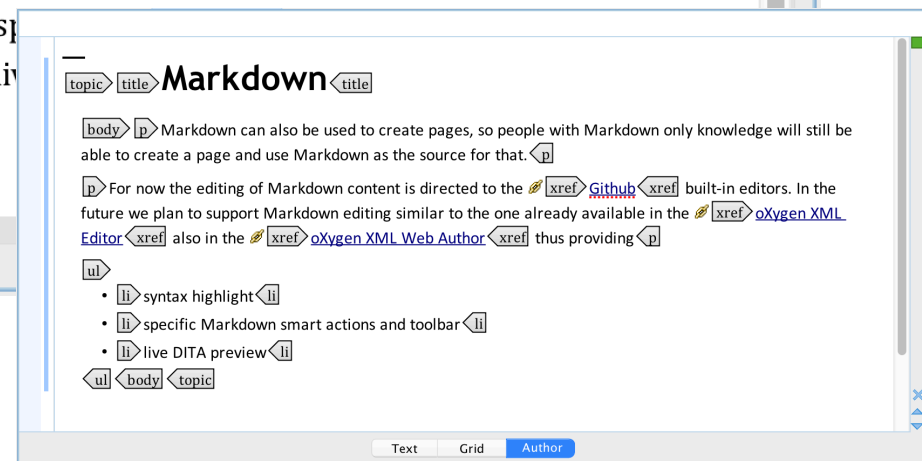 topic title Markdown title
body p Markdown can also be used to create pages, so people with Markdown only knowledge will still be
able to create a page and use Markdown as the source for that. p
p For now the editing of Markdown content is directed to the xref Github xref built-in editors. In the
future we plan to support Markdown editing similar to the one already available in the xref oXygen XML
Editor xref also in the xref oXygen XML Web Author xref thus providing p
ul
• li syntax highlight li
• li specific Markdown smart actions and toolbar li
• li live DITA preview li
ul body topic
Text Grid Author